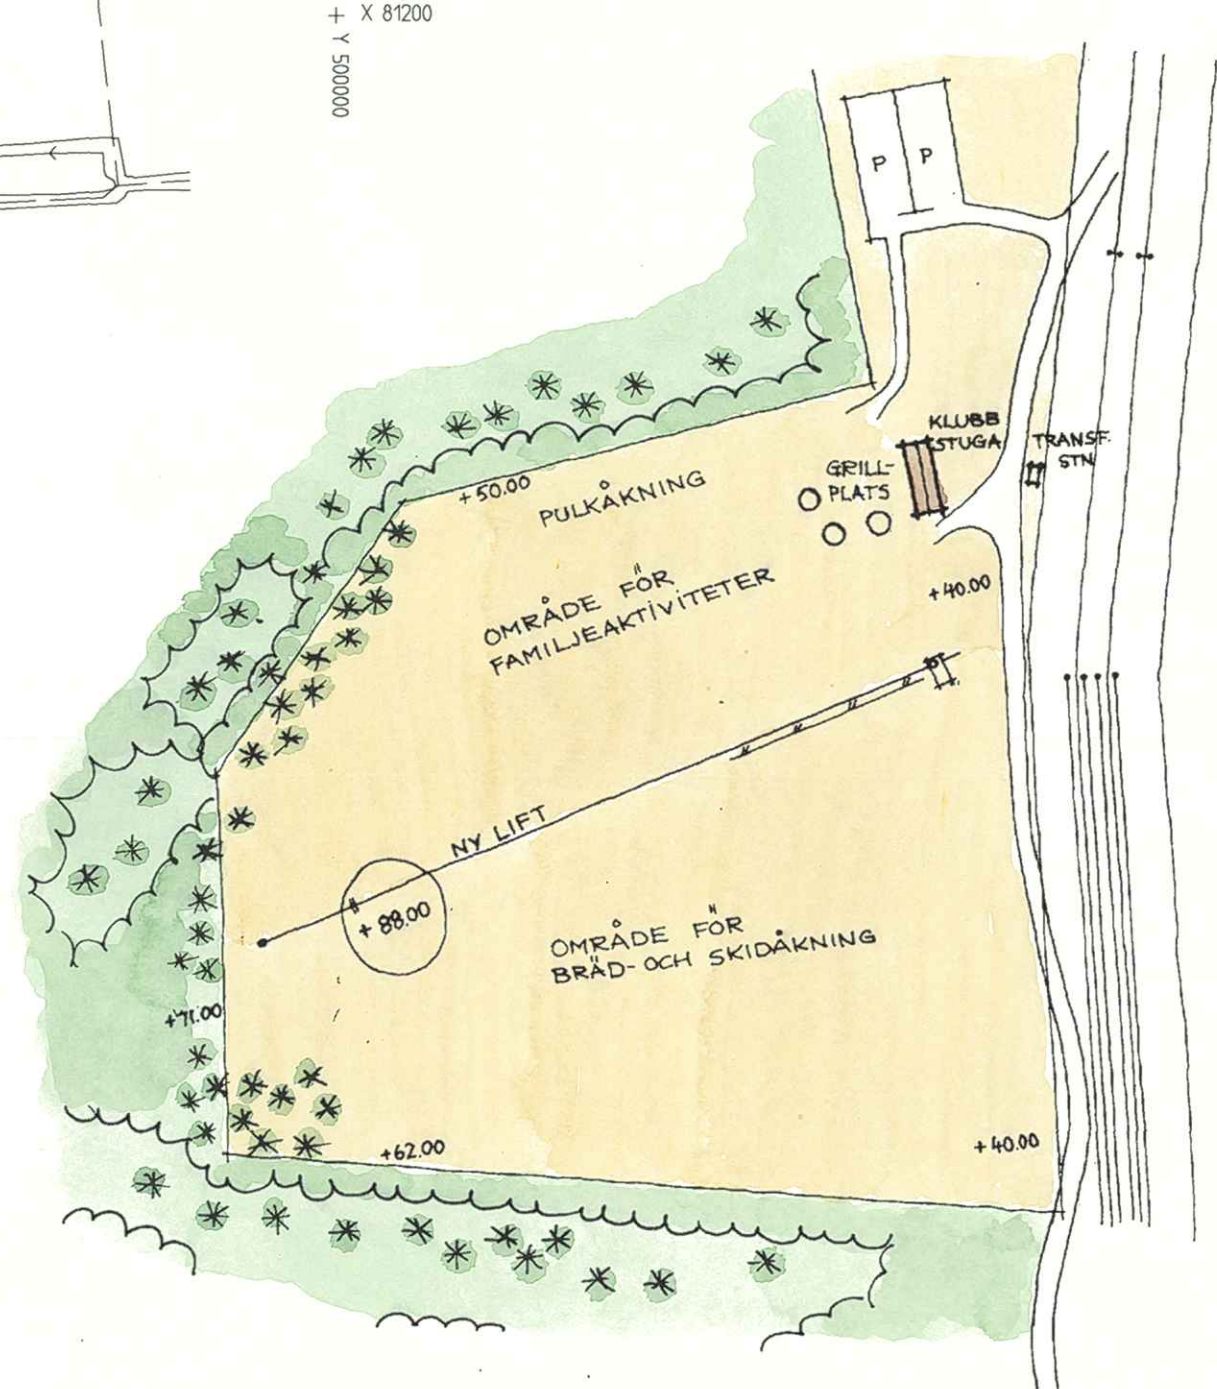 X 81200
Y 500000
P
P
KLUBB
STUGA
TRANSF.
STN
GRILL-
PLATS
+50.00
PULKÅKNING
OMRÅDE FÖR
FAMILJEAKTIVITETER
+40.00
NY LIFT
+ 88.00
OMRÅDE FÖR
BRÄD- OCH SKIDÅKNING
+71.00
+62.00
+40.00